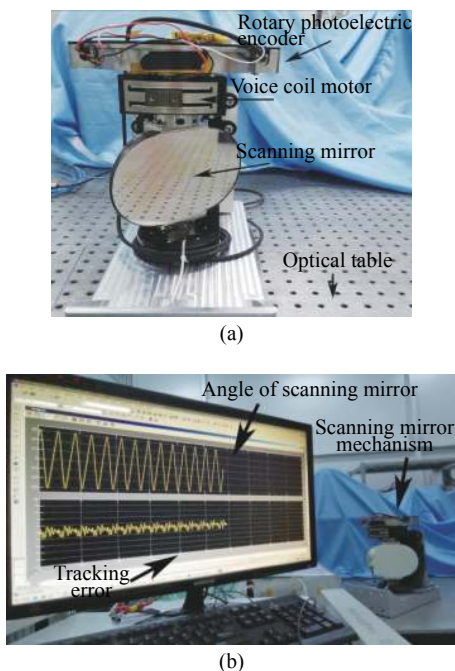 Rotary photoelectric
encoder
Voice coil motor
Scanning mirror
Optical table
(a)
Angle of scanning mirror
Scanning mirror
mechanism
Tracking
error
(b)